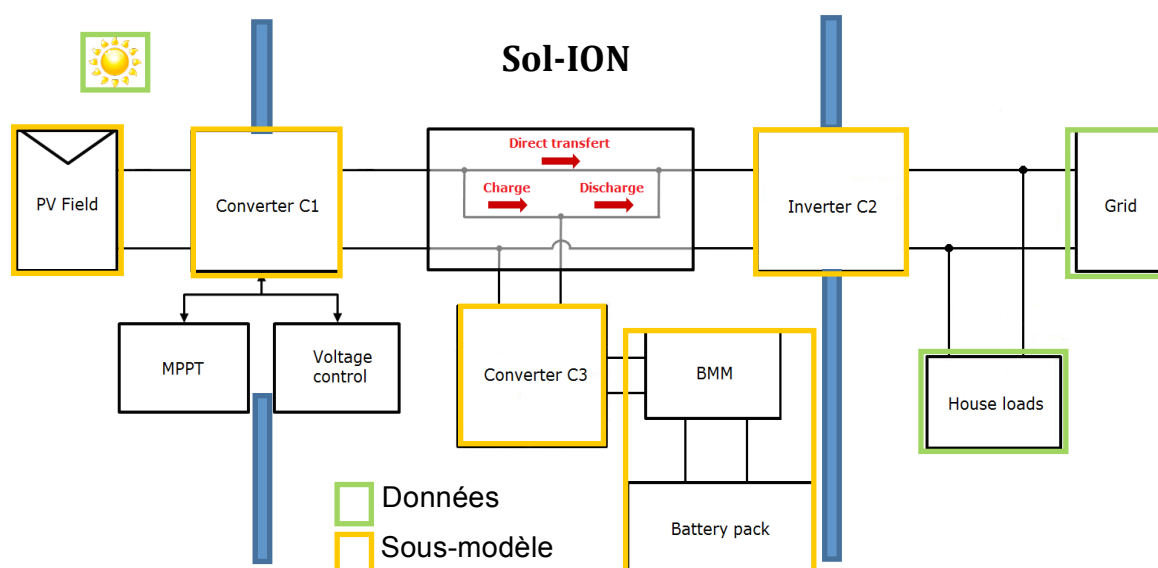 Sol-ION
Direct transfert
Charge
Discharge
PV Field
Converter C1
Inverter C2
Grid
MPPT
Voltage
control
Converter C3
BMM
House loads
Données
Sous-modèle
Battery pack